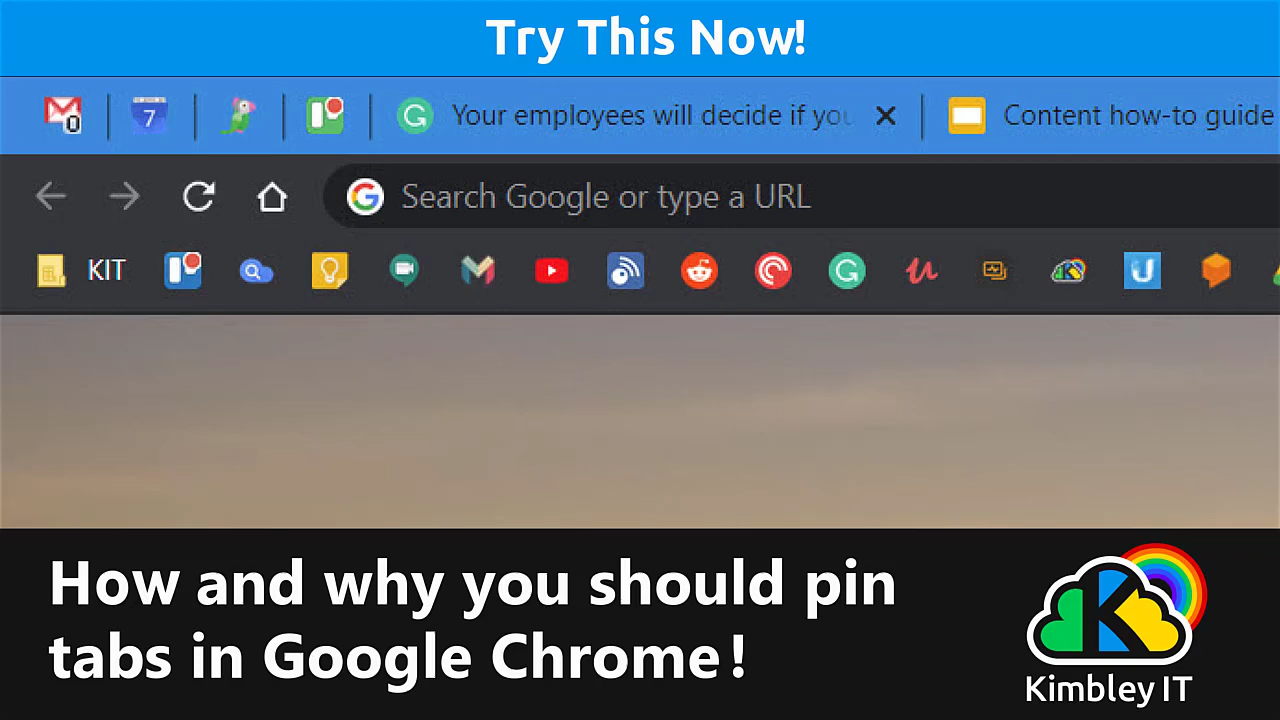 Try This Now!
0
7
Your employees will decide if you
Content how-to guide
Search Google or type a URL
KIT
How and why you should pin
tabs in Google Chrome!
Kimbley IT